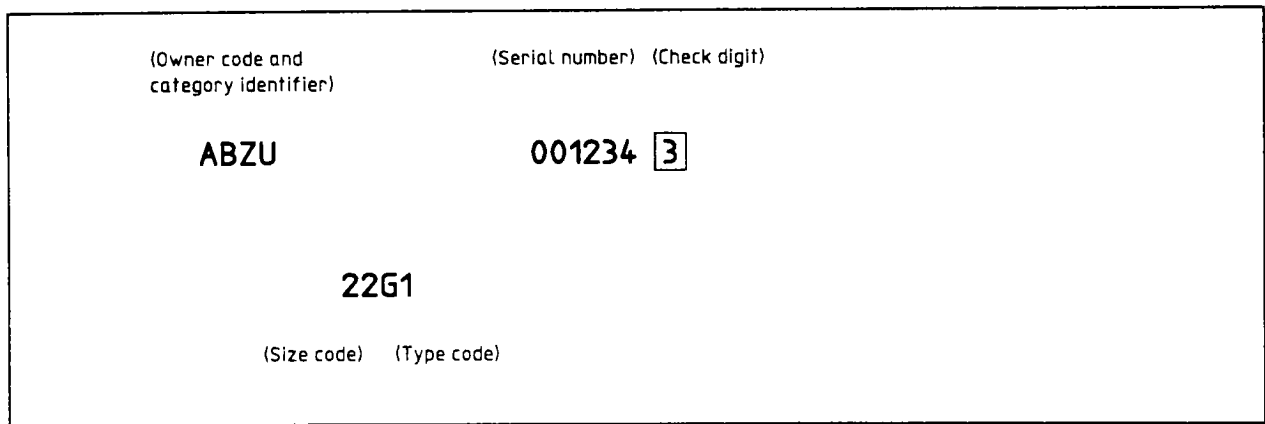 (Owner code and
category identifier)
(Serial number) (Check digit)
ABZU 001234 3
22G1
(Size code) (Type code)